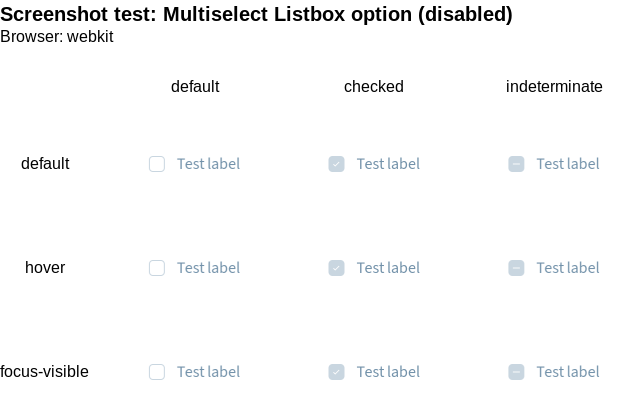 Screenshot test: Multiselect Listbox option (disabled)
Browser: webkit
default checked indeterminate
default Test label Test label Test label
hover Test label Test label Test label
focus-visible Test label Test label Test label